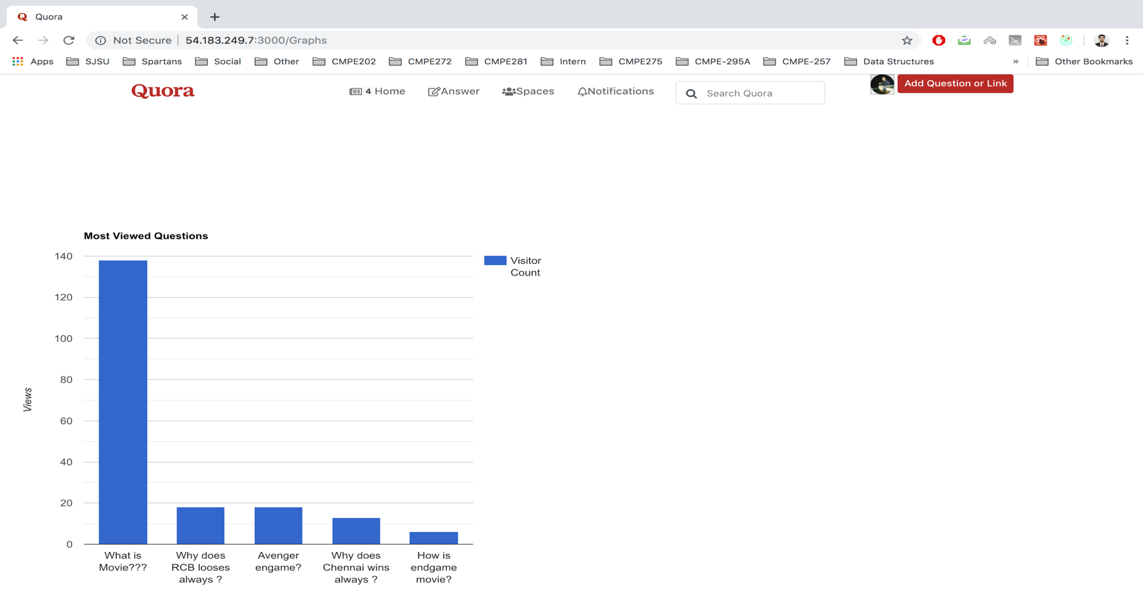 Quora
Not Secure | 54.183.249.7:3000/Graphs
Apps SJSU Spartans Social Other CMPE202 CMPE272 CMPE281 Intern CMPE275 CMPE-295A CMPE-257 Data Structures » Other Bookmarks
Quora 4 Home Answer Spaces Notifications Search Quora Add Question or Link
Most Viewed Questions
140
120
100
80
60
40
20
0
Views
Visitor
Count
What is
Movie???
Why does
RCB looses
always ?
Avenger
engame?
Why does
Chennai wins
always ?
How is
endgame
movie?